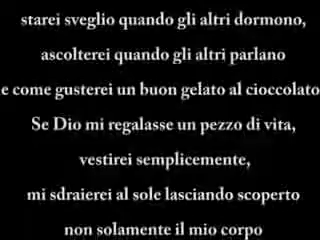 starei sveglio quando gli altri dormono,
ascolterei quando gli altri parlano
e come gusterei un buon gelato al cioccolato
Se Dio mi regalasse un pezzo di vita,
vestirei semplicemente,
mi sdraierei al sole lasciando scoperto
non solamente il mio corpo